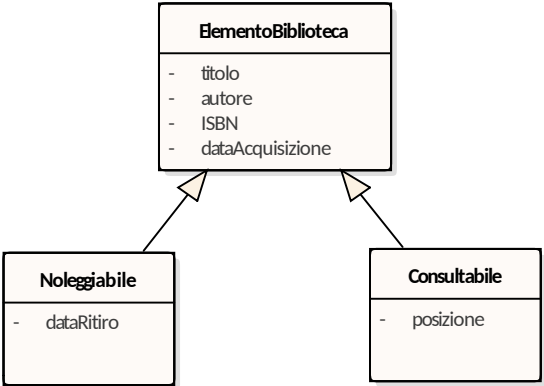 ElementoBiblioteca
- titolo
- autore
- ISBN
- dataAcquisizione
Noleggiabile
- dataRitiro
Consultabile
- posizione